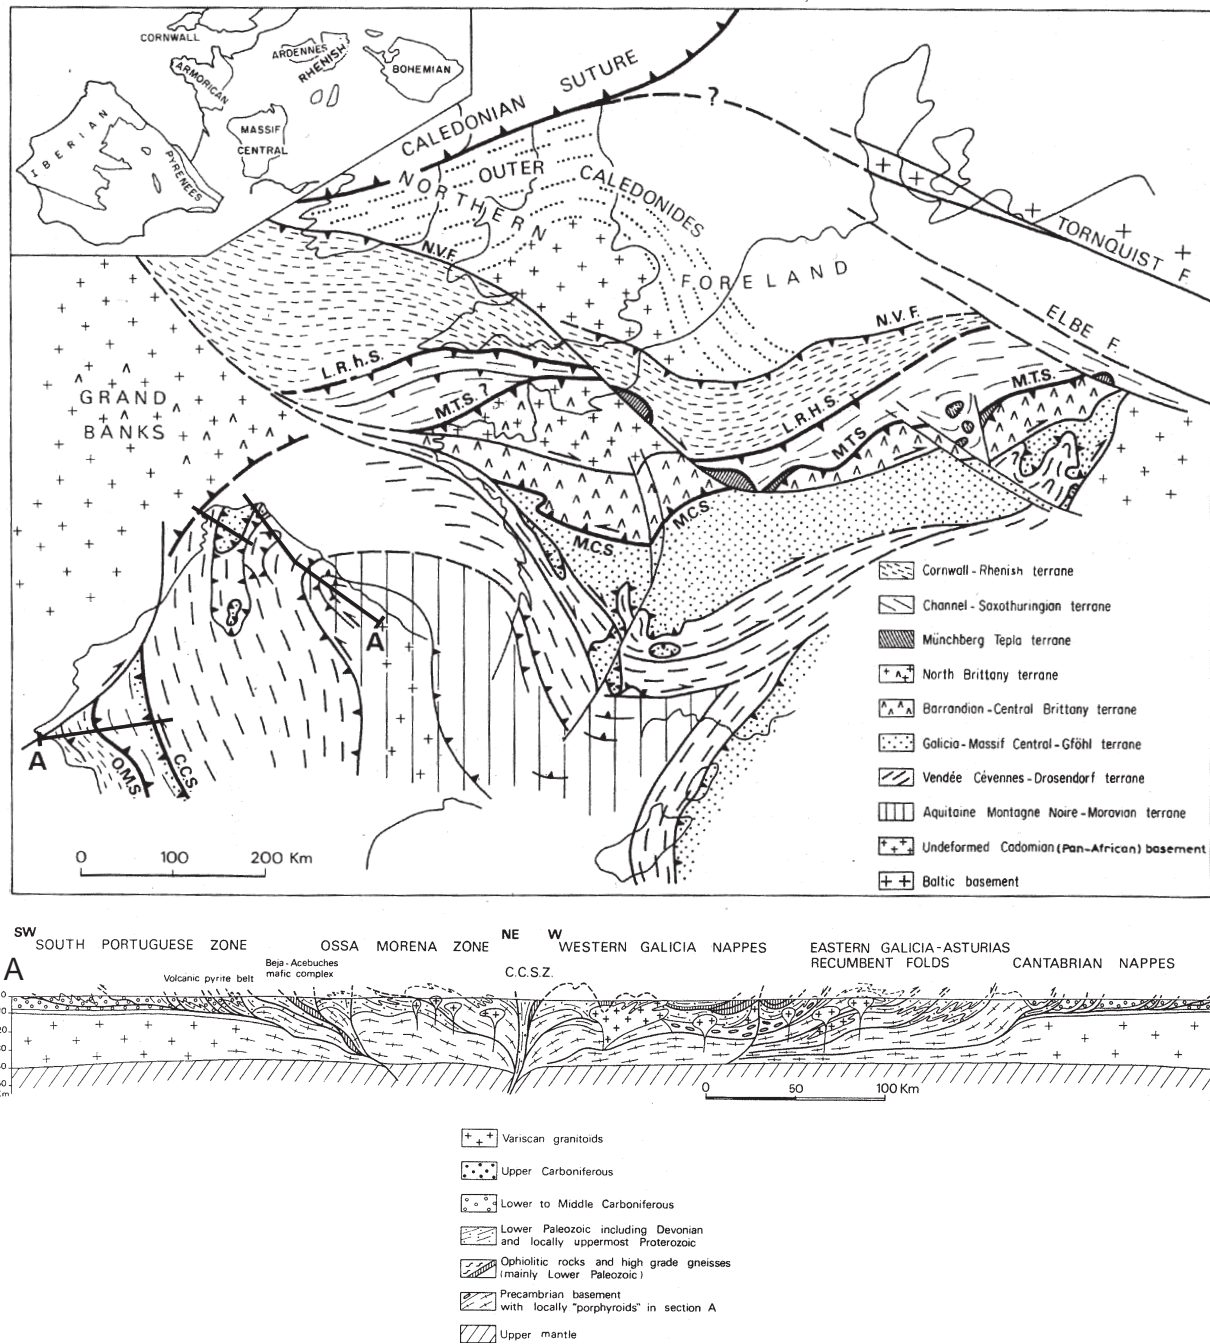 CORNWALL
ARDENNES
RHENISH
BOHEMIAN
ARMORICAN
MASSIF
CENTRAL
IBERIAN
PYRENEES
CALEDONIAN SUTURE
?
NORTHERN
OUTER CALEDONIDES
FORELAND
TORNQUIST F.
ELBE F.
N.V.F.
N.V.F.
GRAND
BANKS
L.R.h.S.
M.T.S. ?
L.R.H.S.
M.T.S
M.T.S.
M.C.S.
M.C.S.
A
A
O.M.S.
C.C.S.
0 100 200 Km
Cornwall-Rhenish terrane
Channel-Saxothuringian terrane
Münchberg Tepla terrane
North Brittany terrane
Barrandian-Central Brittany terrane
Galicia-Massif Central-Gföhl terrane
Vendée Cévennes-Drosendorf terrane
Aquitaine Montagne Noire-Moravian terrane
Undeformed Cadomian (Pan-African) basement
Baltic basement
SW
NE
W
SOUTH PORTUGUESE ZONE
OSSA MORENA ZONE
WESTERN GALICIA NAPPES
EASTERN GALICIA-ASTURIAS
RECUMBENT FOLDS
CANTABRIAN NAPPES
A
Volcanic pyrite belt
Beja-Acebuches
mafic complex
C.C.S.Z.
0
0 50 100 Km
Variscan granitoids
Upper Carboniferous
Lower to Middle Carboniferous
Lower Paleozoic including Devonian
and locally uppermost Proterozoic
Ophiolitic rocks and high grade gneisses
(mainly Lower Paleozoic)
Precambrian basement
with locally "porphyroids" in section A
Upper mantle